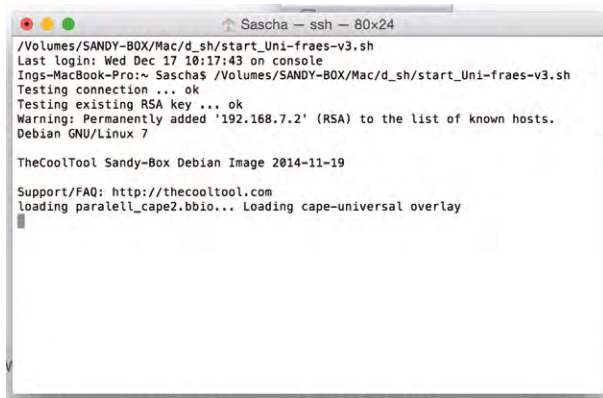 Sascha — ssh — 80×24
/Volumes/SANDY-BOX/Mac/d_sh/start_Uni-fraes-v3.sh
Last login: Wed Dec 17 10:17:43 on console
Ings-MacBook-Pro:~ Sascha$ /Volumes/SANDY-BOX/Mac/d_sh/start_Uni-fraes-v3.sh
Testing connection ... ok
Testing existing RSA key ... ok
Warning: Permanently added '192.168.7.2' (RSA) to the list of known hosts.
Debian GNU/Linux 7
TheCoolTool Sandy-Box Debian Image 2014-11-19
Support/FAQ: http://thecooltool.com
loading paralell_cape2.bbio... Loading cape-universal overlay